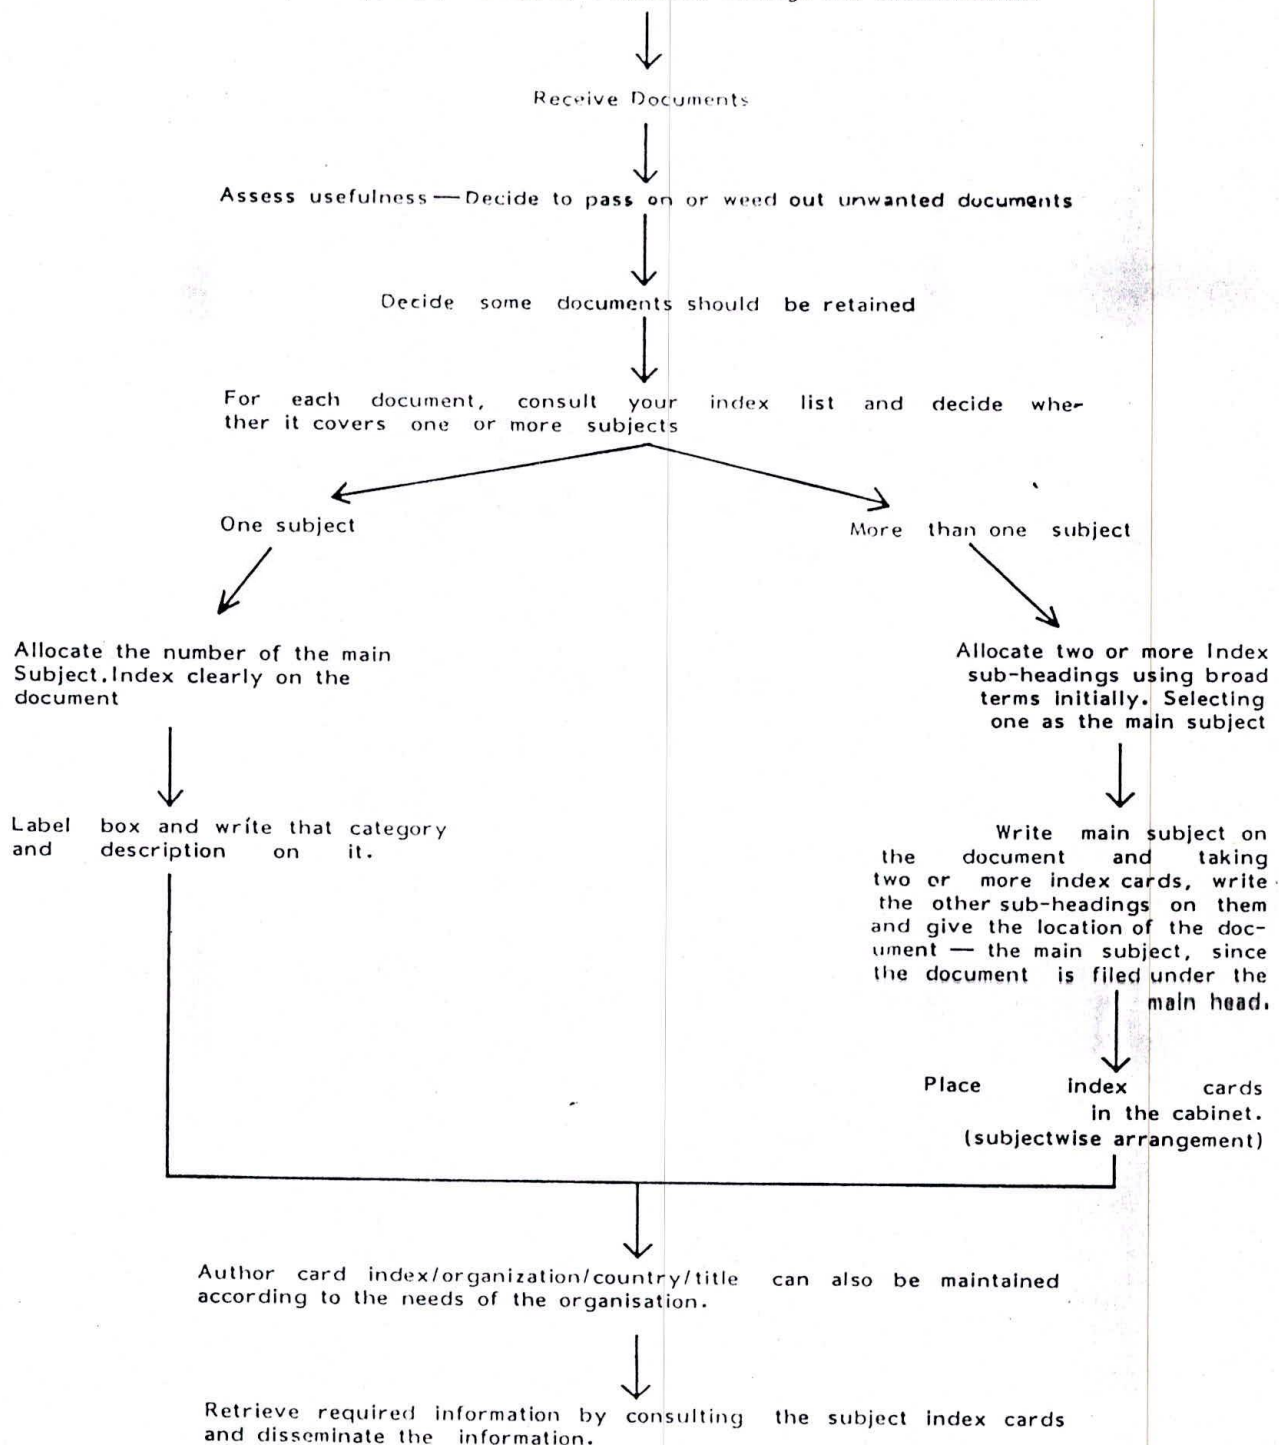 Receive Documents
Assess usefulness — Decide to pass on or weed out unwanted documents
Decide some documents should be retained
For each document, consult your index list and decide whe-
ther it covers one or more subjects
One subject
More than one subject
Allocate the number of the main
Subject.Index clearly on the
document
Label box and write that category
and description on it.
Allocate two or more Index
sub-headings using broad
terms initially. Selecting
one as the main subject
Write main subject on
the document and taking
two or more index cards, write
the other sub-headings on them
and give the location of the doc-
ument — the main subject, since
the document is filed under the
main head.
Place index cards
in the cabinet.
(subjectwise arrangement)
Author card index/organization/country/title can also be maintained
according to the needs of the organisation.
Retrieve required information by consulting the subject index cards
and disseminate the information.